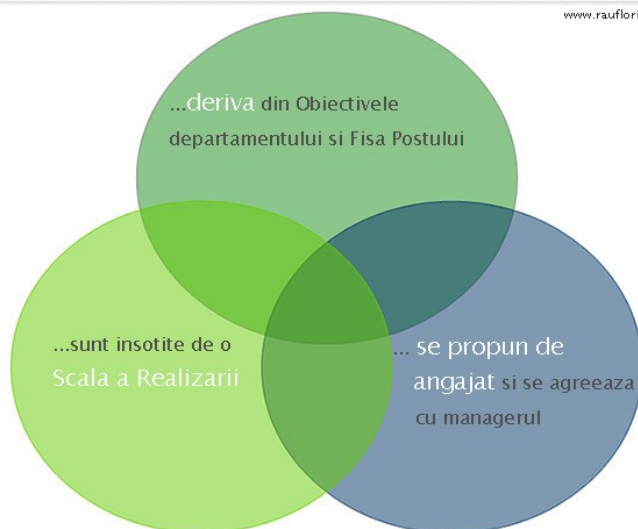 www.rauflori
...deriva din Obiectivele
departamentului si Fisa Postului
...sunt insotite de o
Scala a Realizarii
... se propun de
angajat si se agreeaza
cu managerul